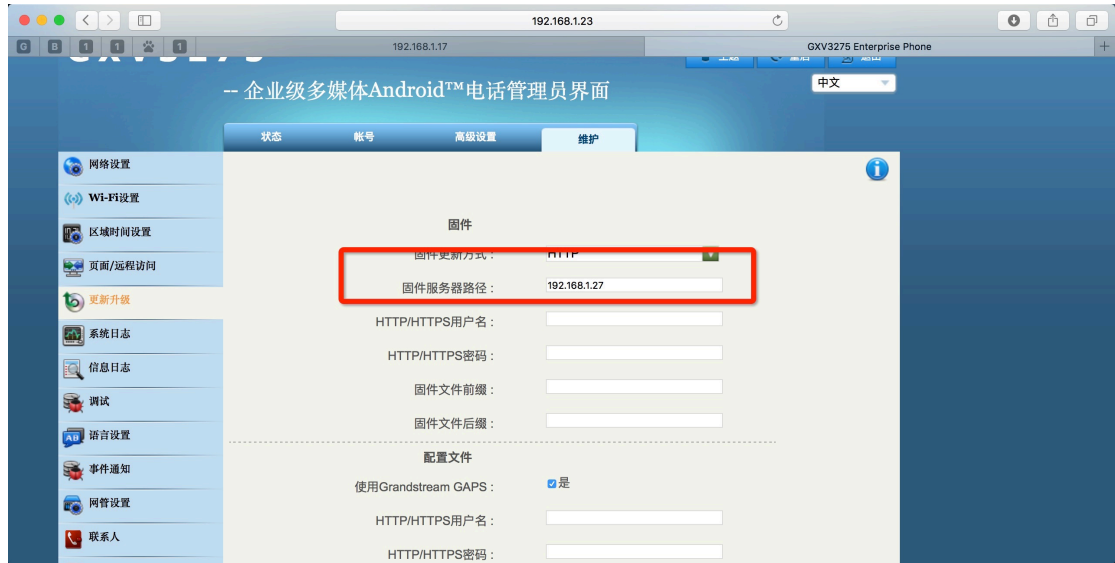 192.168.1.23
G B 1 1 1
192.168.1.17
GXV3275 Enterprise Phone
-- 企业级多媒体Android™电话管理员界面
中文
状态 帐号 高级设置 维护
网络设置
Wi-Fi设置
区域时间设置
页面/远程访问
更新升级
系统日志
信息日志
调试
语言设置
事件通知
网管设置
联系人
固件
固件更新方式 : HTTP
固件服务器路径 : 192.168.1.27
HTTP/HTTPS用户名 :
HTTP/HTTPS密码 :
固件文件前缀 :
固件文件后缀 :
配置文件
使用Grandstream GAPS : 是
HTTP/HTTPS用户名 :
HTTP/HTTPS密码 :